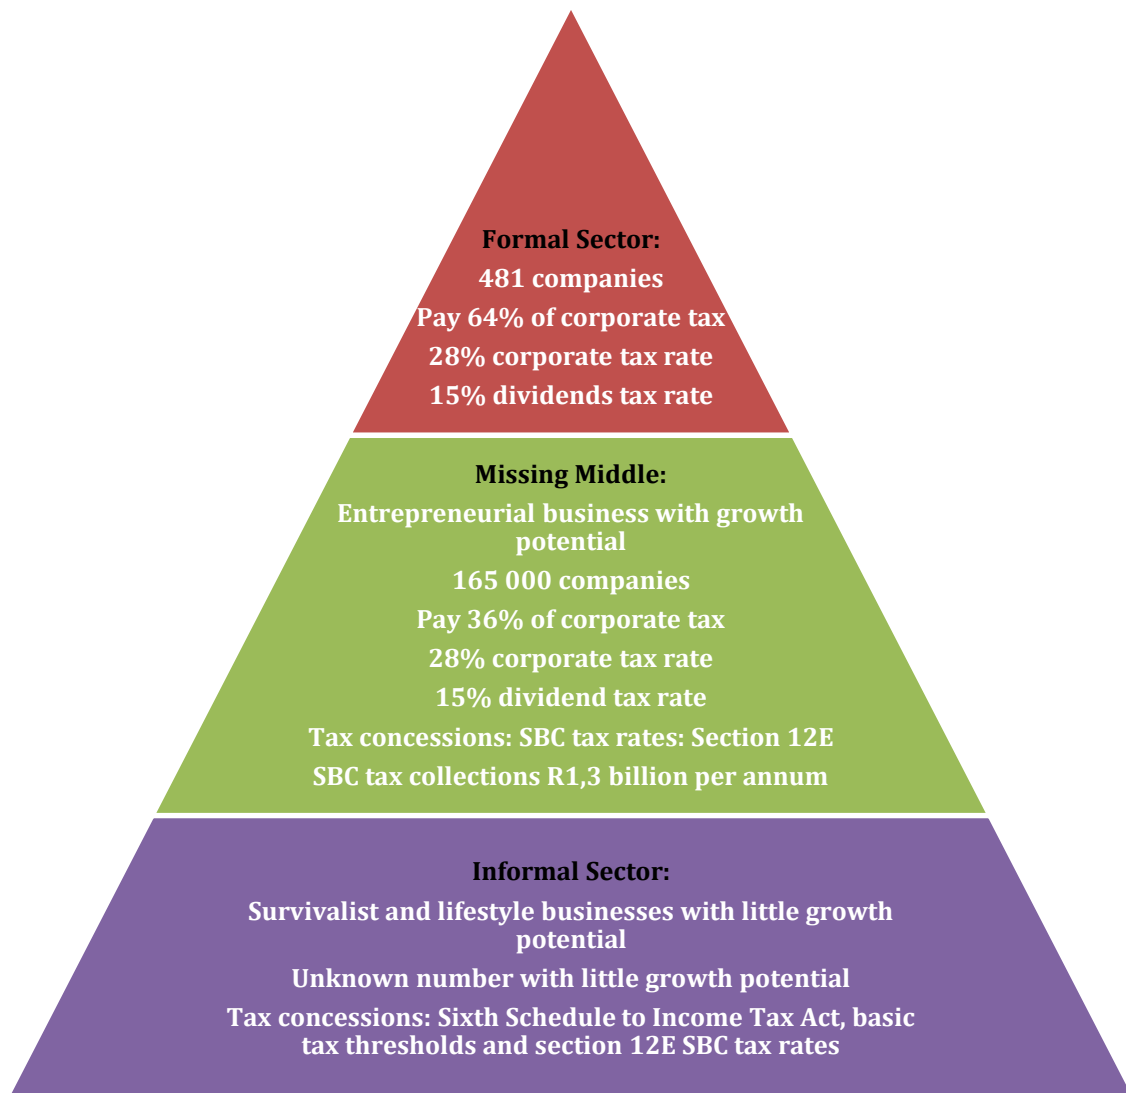 Formal Sector:
481 companies
Pay 64% of corporate tax
28% corporate tax rate
15% dividends tax rate
Missing Middle:
Entrepreneurial business with growth
potential
165 000 companies
Pay 36% of corporate tax
28% corporate tax rate
15% dividend tax rate
Tax concessions: SBC tax rates: Section 12E
SBC tax collections R1,3 billion per annum
Informal Sector:
Survivalist and lifestyle businesses with little growth
potential
Unknown number with little growth potential
Tax concessions: Sixth Schedule to Income Tax Act, basic
tax thresholds and section 12E SBC tax rates